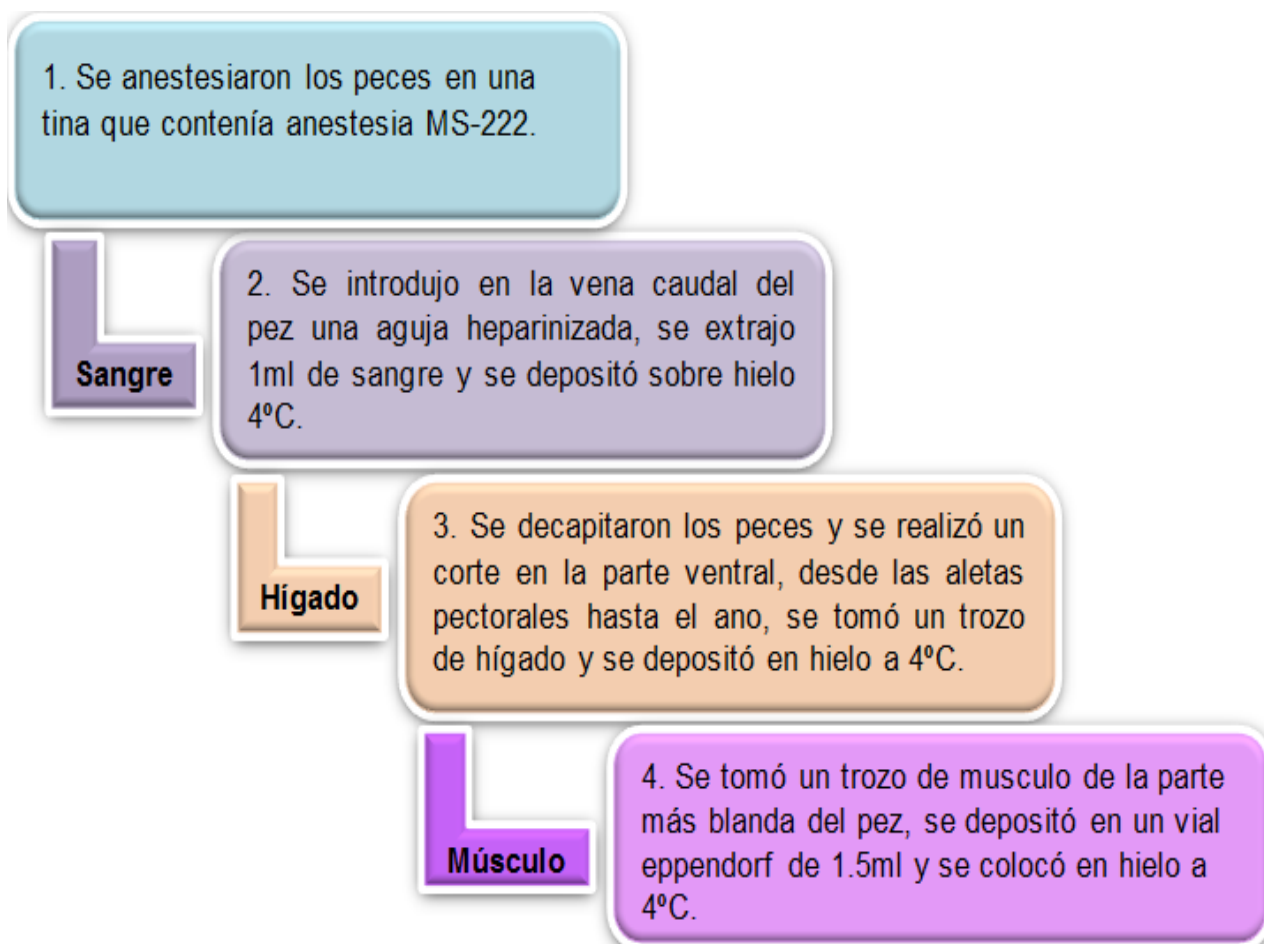 1. Se anestesiaron los peces en una
tina que contenía anestesia MS-222.
Sangre
2. Se introdujo en la vena caudal del
pez una aguja heparinizada, se extrajo
1ml de sangre y se depositó sobre hielo
4ºC.
Hígado
3. Se decapitaron los peces y se realizó un
corte en la parte ventral, desde las aletas
pectorales hasta el ano, se tomó un trozo
de hígado y se depositó en hielo a 4ºC.
Músculo
4. Se tomó un trozo de musculo de la parte
más blanda del pez, se depositó en un vial
eppendorf de 1.5ml y se colocó en hielo a
4ºC.